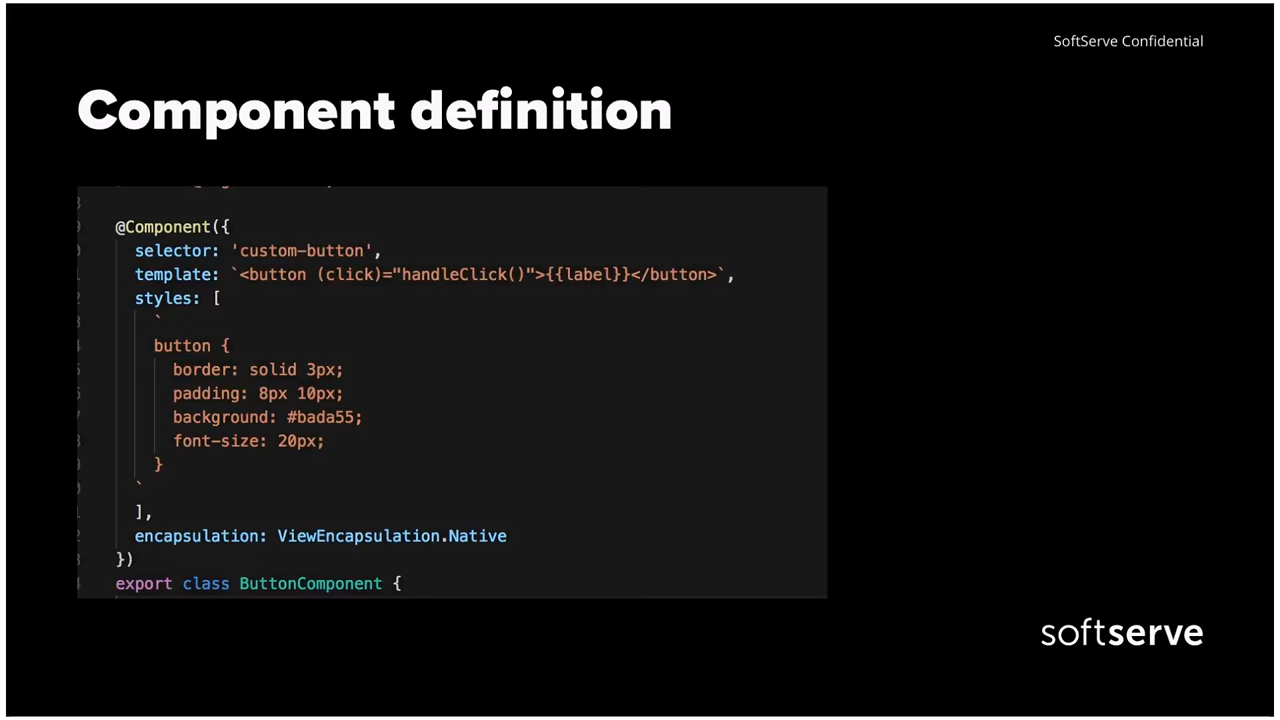 SoftServe Confidential
Component definition
@Component({
selector: 'custom-button',
template: `<button (click)="handleClick()">{{label}}</button>`,
styles: [
`
button {
border: solid 3px;
padding: 8px 10px;
background: #bada55;
font-size: 20px;
}
`
],
encapsulation: ViewEncapsulation.Native
})
export class ButtonComponent {
softserve